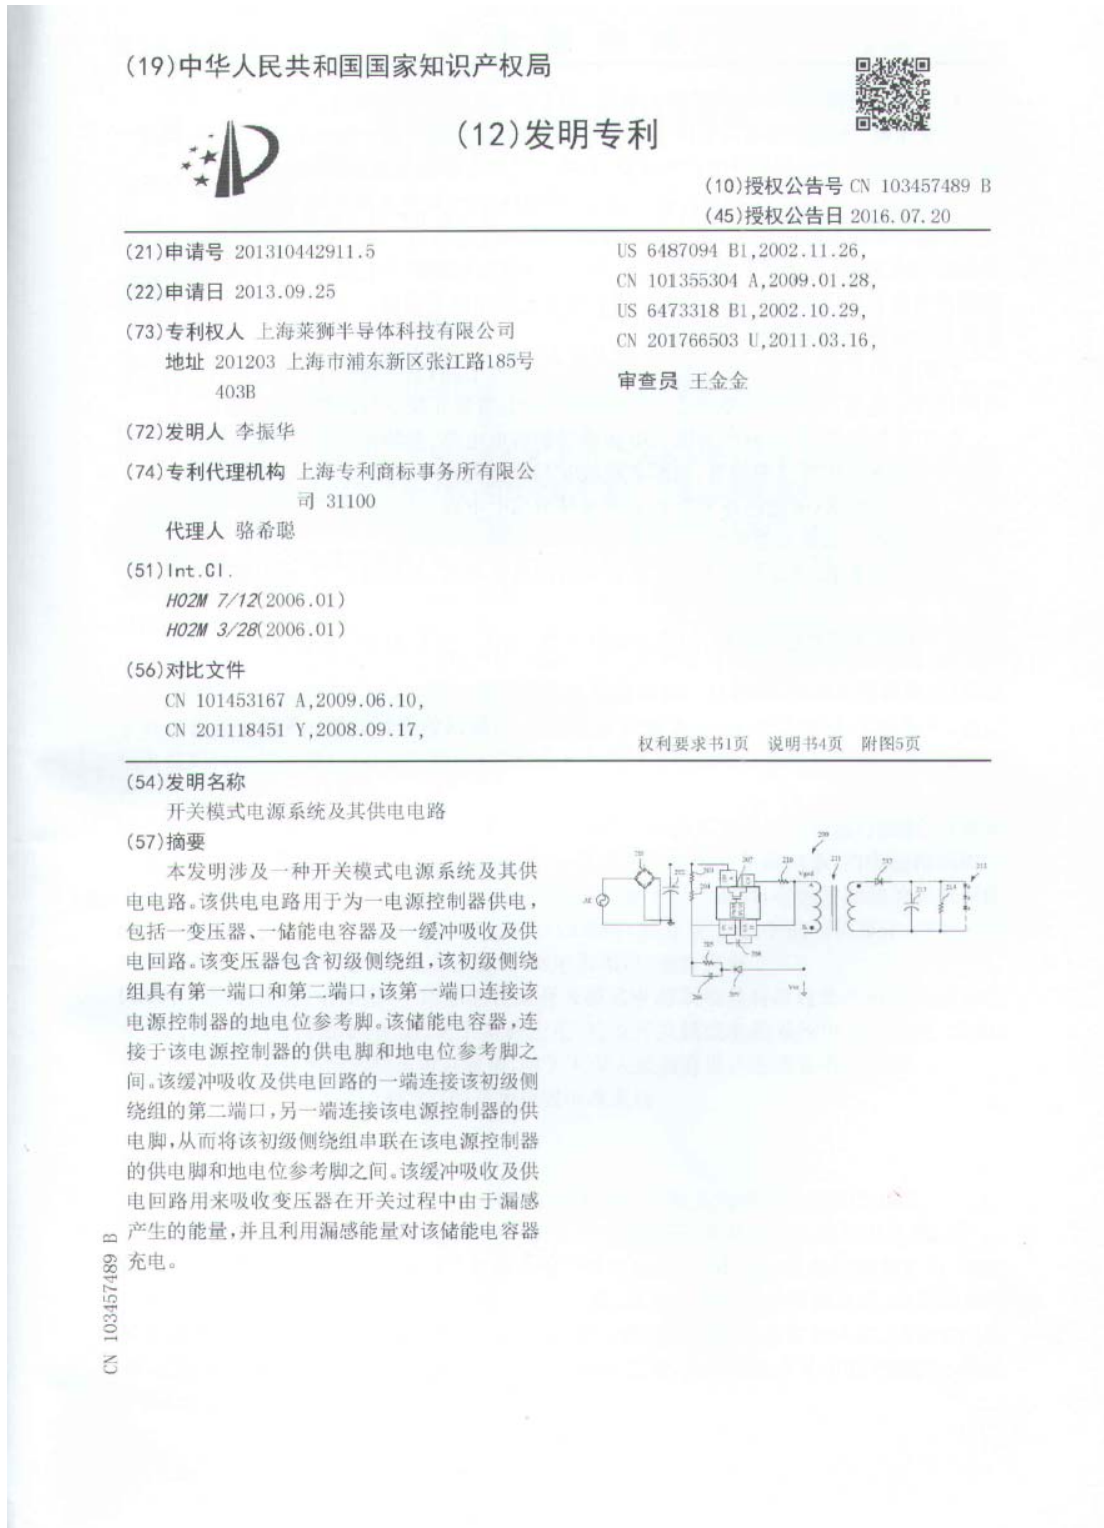 (19)中华人民共和国国家知识产权局
(12)发明专利
(10)授权公告号 CN 103457489 B
(45)授权公告日 2016.07.20
(21)申请号 201310442911.5
(22)申请日 2013.09.25
(73)专利权人 上海莱狮半导体科技有限公司
地址 201203 上海市浦东新区张江路185号
403B
(72)发明人 李振华
(74)专利代理机构 上海专利商标事务所有限公
司 31100
代理人 骆希聪
(51)Int.Cl.
H02M 7/12(2006.01)
H02M 3/28(2006.01)
(56)对比文件
CN 101453167 A,2009.06.10,
CN 201118451 Y,2008.09.17,
US 6487094 B1,2002.11.26,
CN 101355304 A,2009.01.28,
US 6473318 B1,2002.10.29,
CN 201766503 U,2011.03.16,
审查员 王金金
权利要求书1页 说明书4页 附图5页
(54)发明名称
开关模式电源系统及其供电电路
(57)摘要
本发明涉及一种开关模式电源系统及其供
电电路。该供电电路用于为一电源控制器供电，
包括一变压器、一储能电容器及一缓冲吸收及供
电回路。该变压器包含初级侧绕组，该初级侧绕
组具有第一端口和第二端口，该第一端口连接该
电源控制器的地电位参考脚。该储能电容器，连
接于该电源控制器的供电脚和地电位参考脚之
间。该缓冲吸收及供电回路的一端连接该初级侧
绕组的第二端口，另一端连接该电源控制器的供
电脚，从而将该初级侧绕组串联在该电源控制器
的供电脚和地电位参考脚之间。该缓冲吸收及供
电回路用来吸收变压器在开关过程中由于漏感
产生的能量，并且利用漏感能量对该储能电容器
充电。
CN 103457489 B